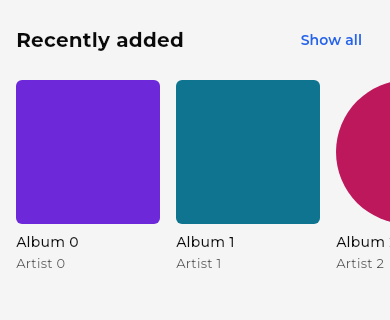 Recently added
Show all
Album 0
Album 1
Album
Artist 0
Artist 1
Artist 2